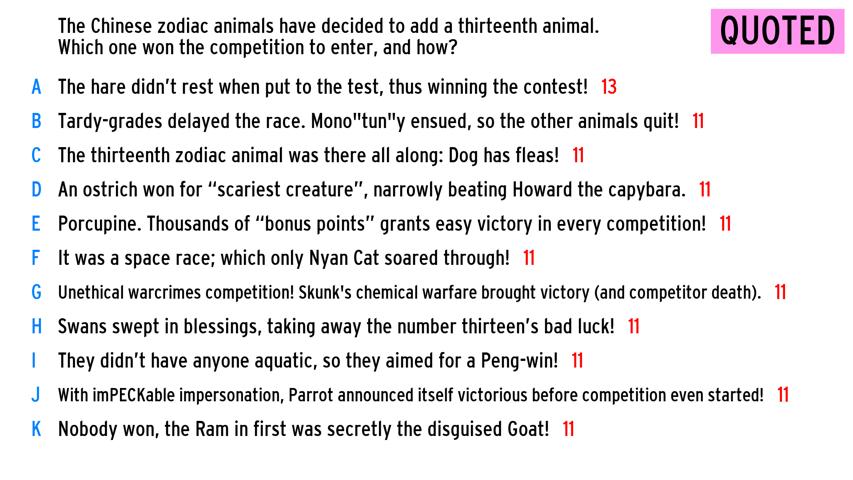 The Chinese zodiac animals have decided to add a thirteenth animal.
Which one won the competition to enter, and how?
QUOTED
A The hare didn't rest when put to the test, thus winning the contest! 13
B Tardy-grades delayed the race. Mono"tun"y ensued, so the other animals quit! 11
C The thirteenth zodiac animal was there all along: Dog has fleas! 11
D An ostrich won for “scariest creature”, narrowly beating Howard the capybara. 11
E Porcupine. Thousands of “bonus points” grants easy victory in every competition! 11
F It was a space race; which only Nyan Cat soared through! 11
G Unethical warcrimes competition! Skunk's chemical warfare brought victory (and competitor death). 11
H Swans swept in blessings, taking away the number thirteen's bad luck! 11
I They didn't have anyone aquatic, so they aimed for a Peng-win! 11
J With imPECKable impersonation, Parrot announced itself victorious before competition even started! 11
K Nobody won, the Ram in first was secretly the disguised Goat! 11